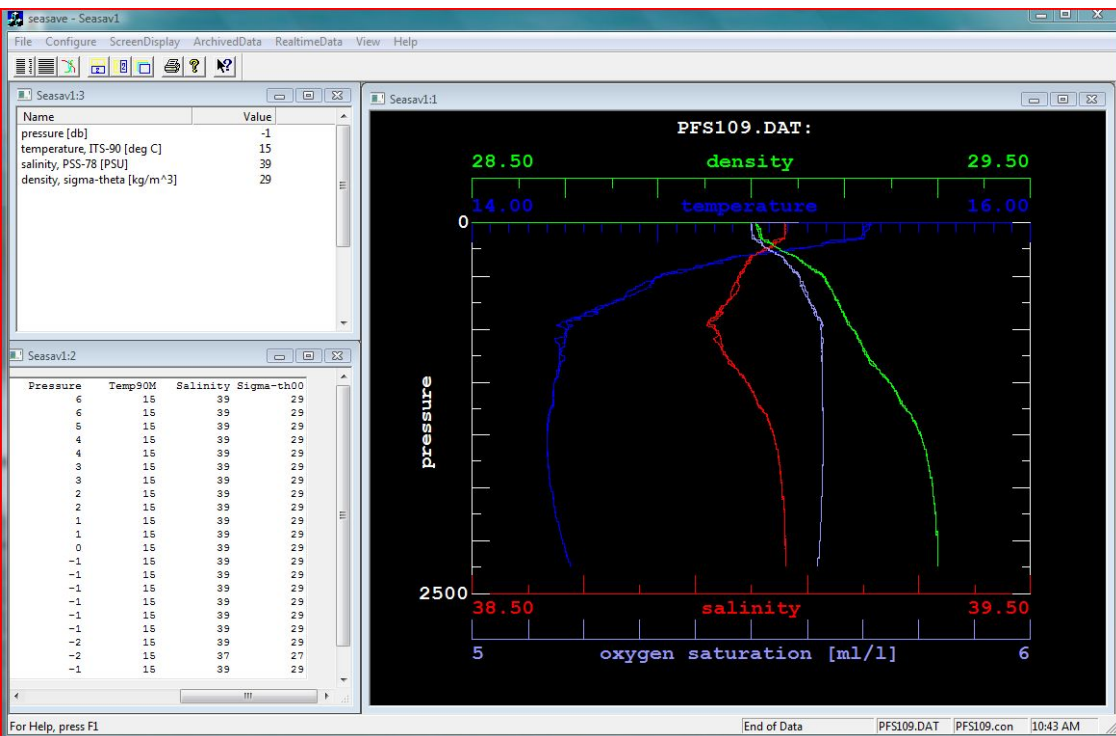 seasave - Seasav1
File Configure ScreenDisplay ArchivedData RealtimeData View Help
Seasav1:3
Name Value
pressure [db] -1
temperature, ITS-90 [deg C] 15
salinity, PSS-78 [PSU] 39
density, sigma-theta [kg/m^3] 29
Seasav1:2
Pressure Temp90M Salinity Sigma-th00
6 15 39 29
6 15 39 29
5 15 39 29
4 15 39 29
4 15 39 29
3 15 39 29
3 15 39 29
2 15 39 29
2 15 39 29
1 15 39 29
1 15 39 29
0 15 39 29
-1 15 39 29
-1 15 39 29
-1 15 39 29
-1 15 39 29
-1 15 39 29
-1 15 39 29
-2 15 39 29
-2 15 37 27
-1 15 39 29
Seasav1:1
PFS109.DAT:
28.50 density 29.50
14.00 temperature 16.00
0
pressure
2500
38.50 salinity 39.50
5 oxygen saturation [ml/l] 6
For Help, press F1
End of Data PFS109.DAT PFS109.con 10:43 AM